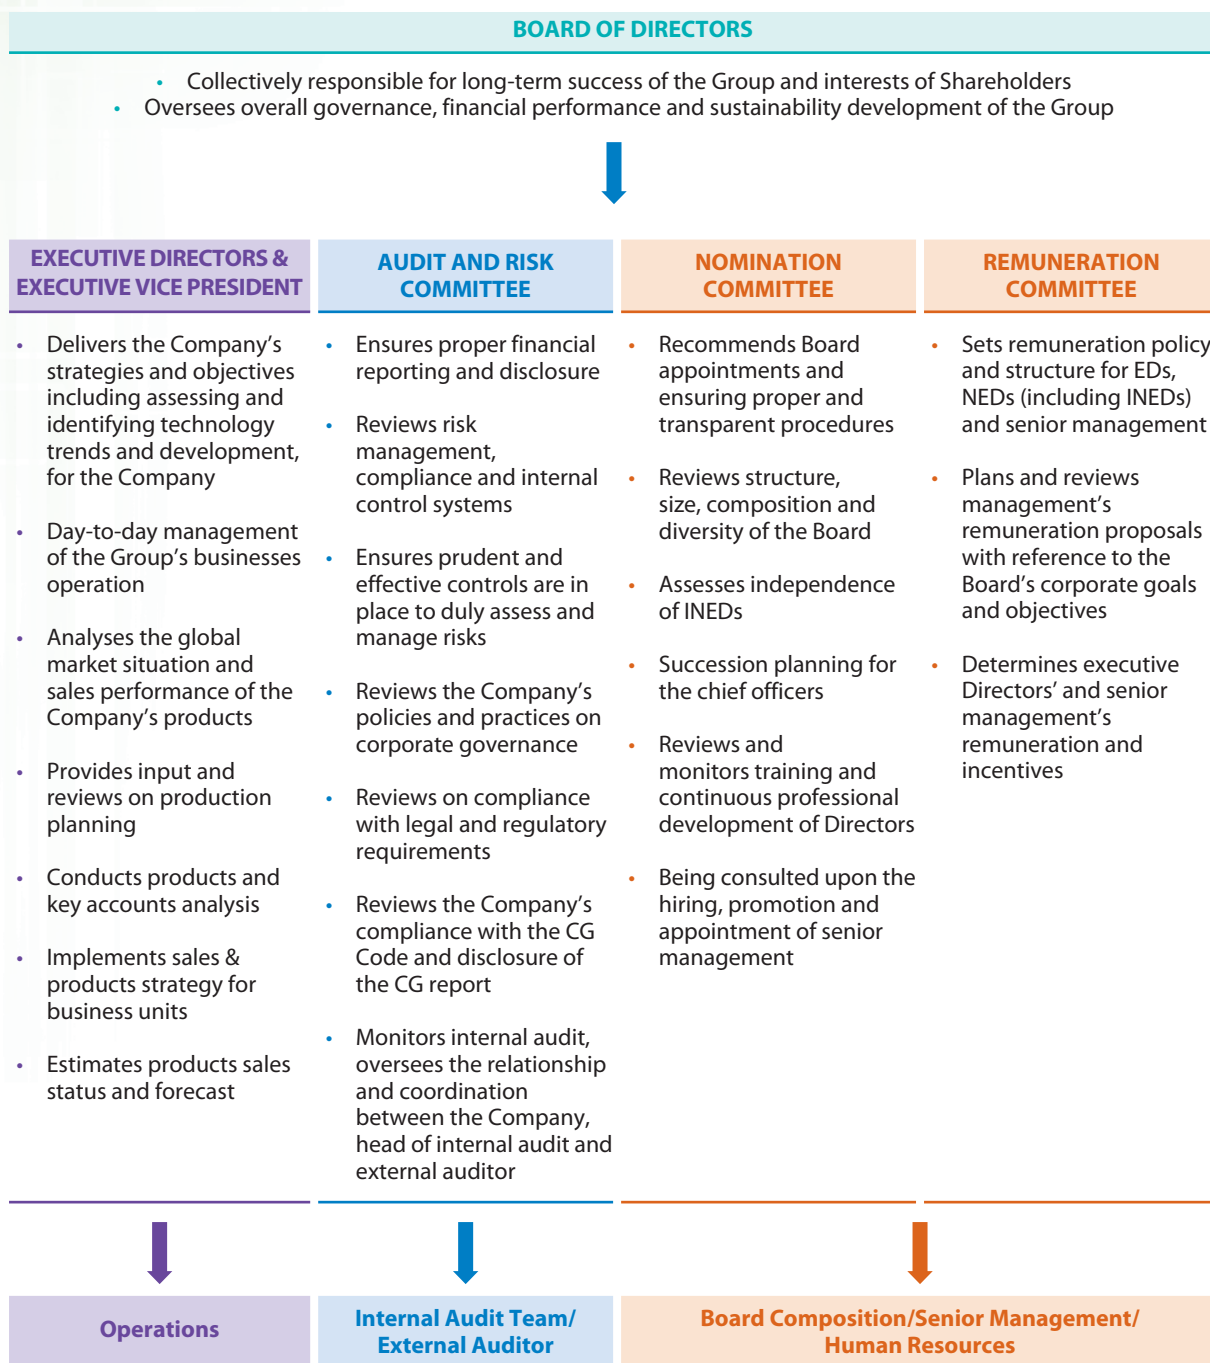 BOARD OF DIRECTORS
• Collectively responsible for long-term success of the Group and interests of Shareholders
• Oversees overall governance, financial performance and sustainability development of the Group
EXECUTIVE DIRECTORS &
EXECUTIVE VICE PRESIDENT
• Delivers the Company's
strategies and objectives
including assessing and
identifying technology
trends and development,
for the Company
• Day-to-day management
of the Group's businesses
operation
• Analyses the global
market situation and
sales performance of the
Company's products
• Provides input and
reviews on production
planning
• Conducts products and
key accounts analysis
• Implements sales &
products strategy for
business units
• Estimates products sales
status and forecast
Operations
AUDIT AND RISK
COMMITTEE
• Ensures proper financial
reporting and disclosure
• Reviews risk
management,
compliance and internal
control systems
• Ensures prudent and
effective controls are in
place to duly assess and
manage risks
• Reviews the Company's
policies and practices on
corporate governance
• Reviews on compliance
with legal and regulatory
requirements
• Reviews the Company's
compliance with the CG
Code and disclosure of
the CG report
• Monitors internal audit,
oversees the relationship
and coordination
between the Company,
head of internal audit and
external auditor
Internal Audit Team/
External Auditor
NOMINATION
COMMITTEE
• Recommends Board
appointments and
ensuring proper and
transparent procedures
• Reviews structure,
size, composition and
diversity of the Board
• Assesses independence
of INEDs
• Succession planning for
the chief officers
• Reviews and
monitors training and
continuous professional
development of Directors
• Being consulted upon the
hiring, promotion and
appointment of senior
management
REMUNERATION
COMMITTEE
• Sets remuneration policy
and structure for EDs,
NEDs (including INEDs)
and senior management
• Plans and reviews
management's
remuneration proposals
with reference to the
Board's corporate goals
and objectives
• Determines executive
Directors' and senior
management's
remuneration and
incentives
Board Composition/Senior Management/
Human Resources